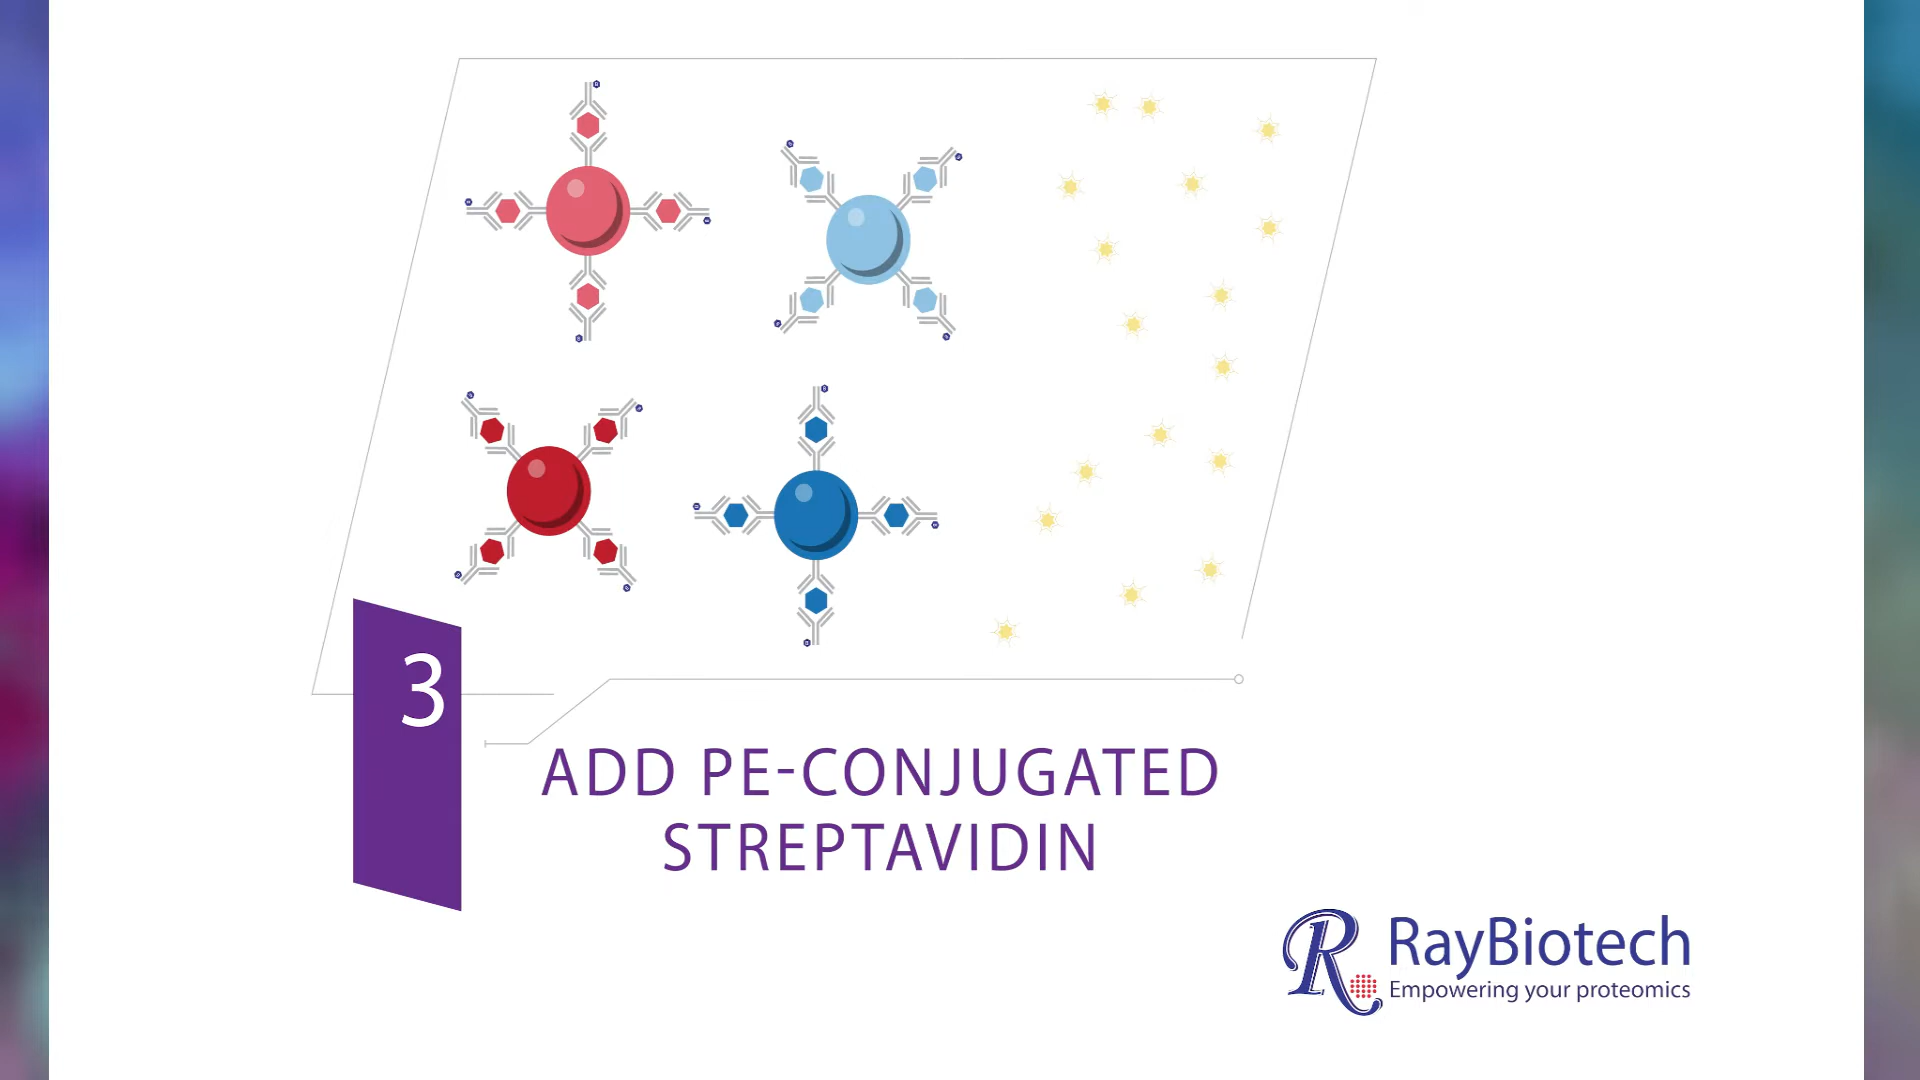 3
ADD PE-CONJUGATED
STREPTAVIDIN
R
RayBiotech
Empowering your proteomics